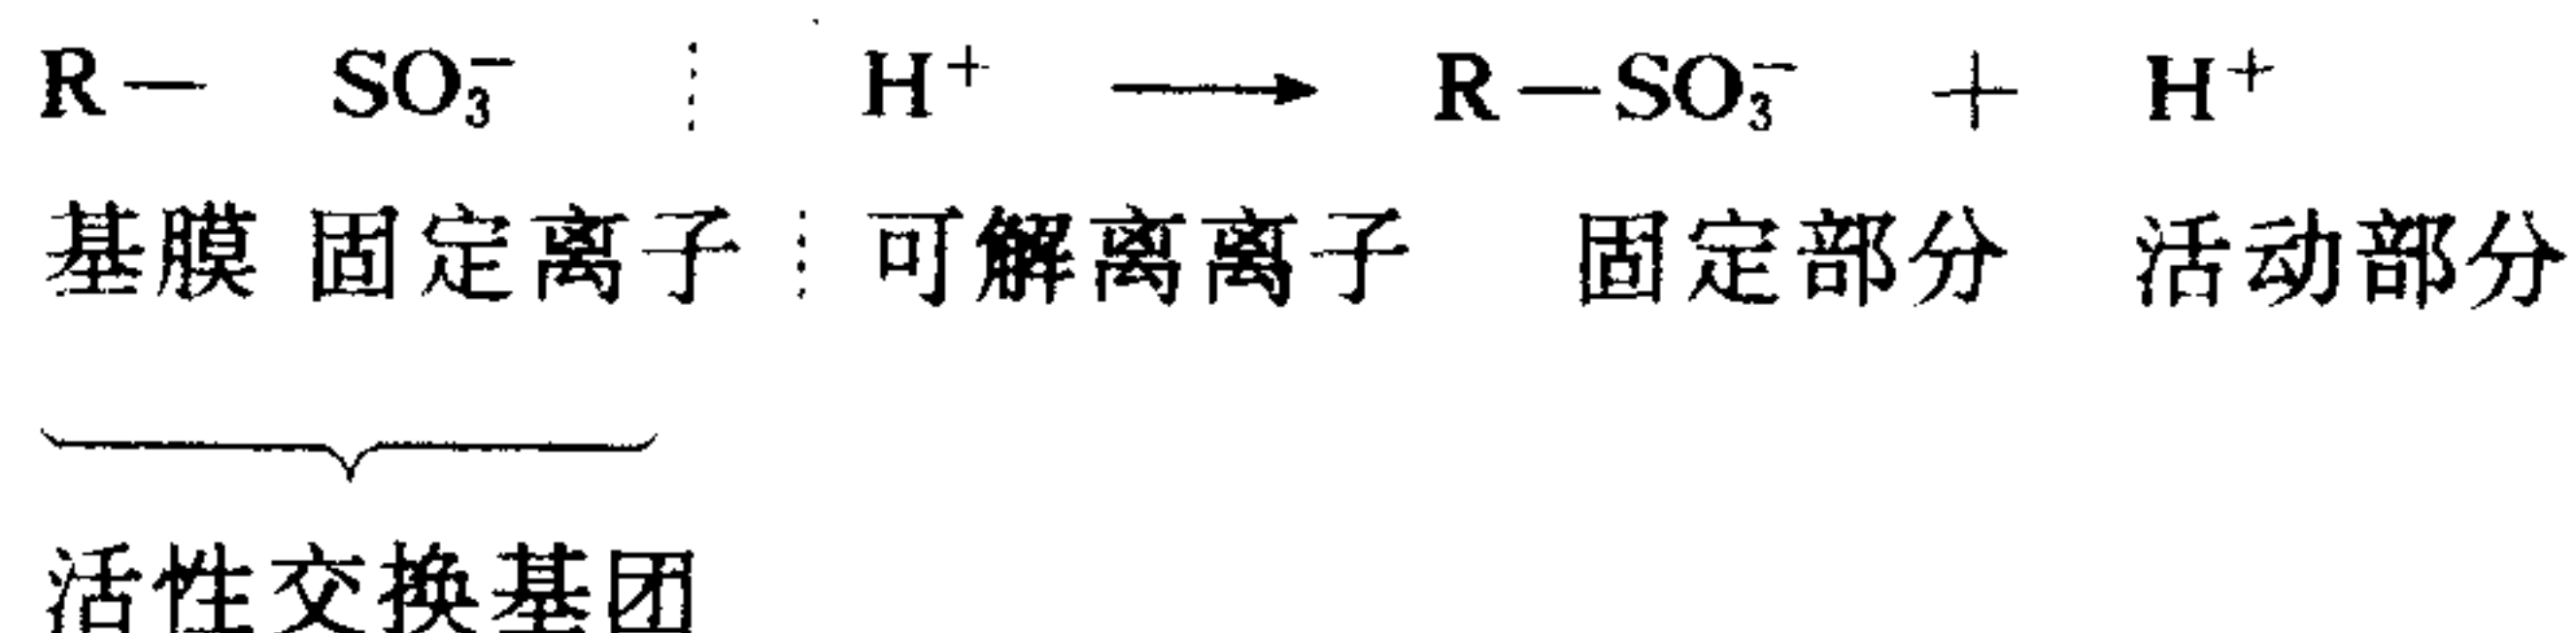 R— SO₃⁻ ⋮ H⁺ ⟶ R—SO₃⁻ + H⁺
基膜 固定离子 ⋮ 可解离离子 固定部分 活动部分
活性交换基团